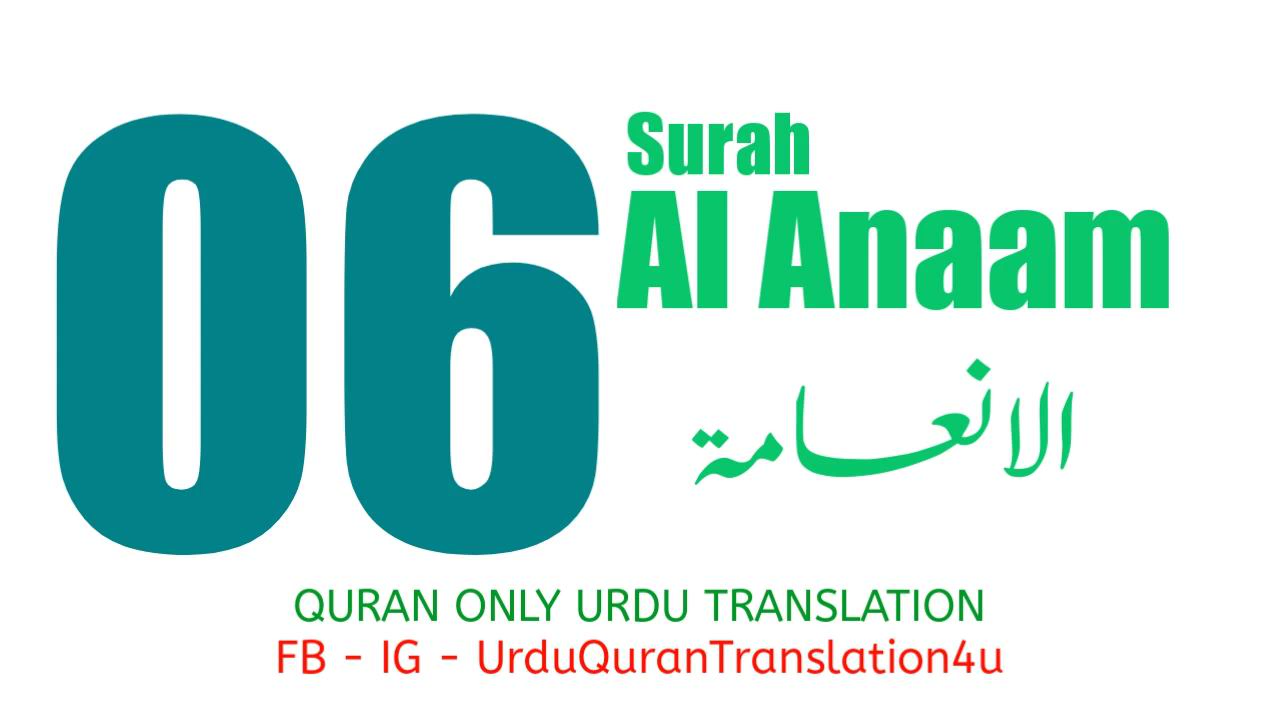 06
Surah
Al Anaam
الانعامة
QURAN ONLY URDU TRANSLATION
FB - IG - UrduQuranTranslation4u